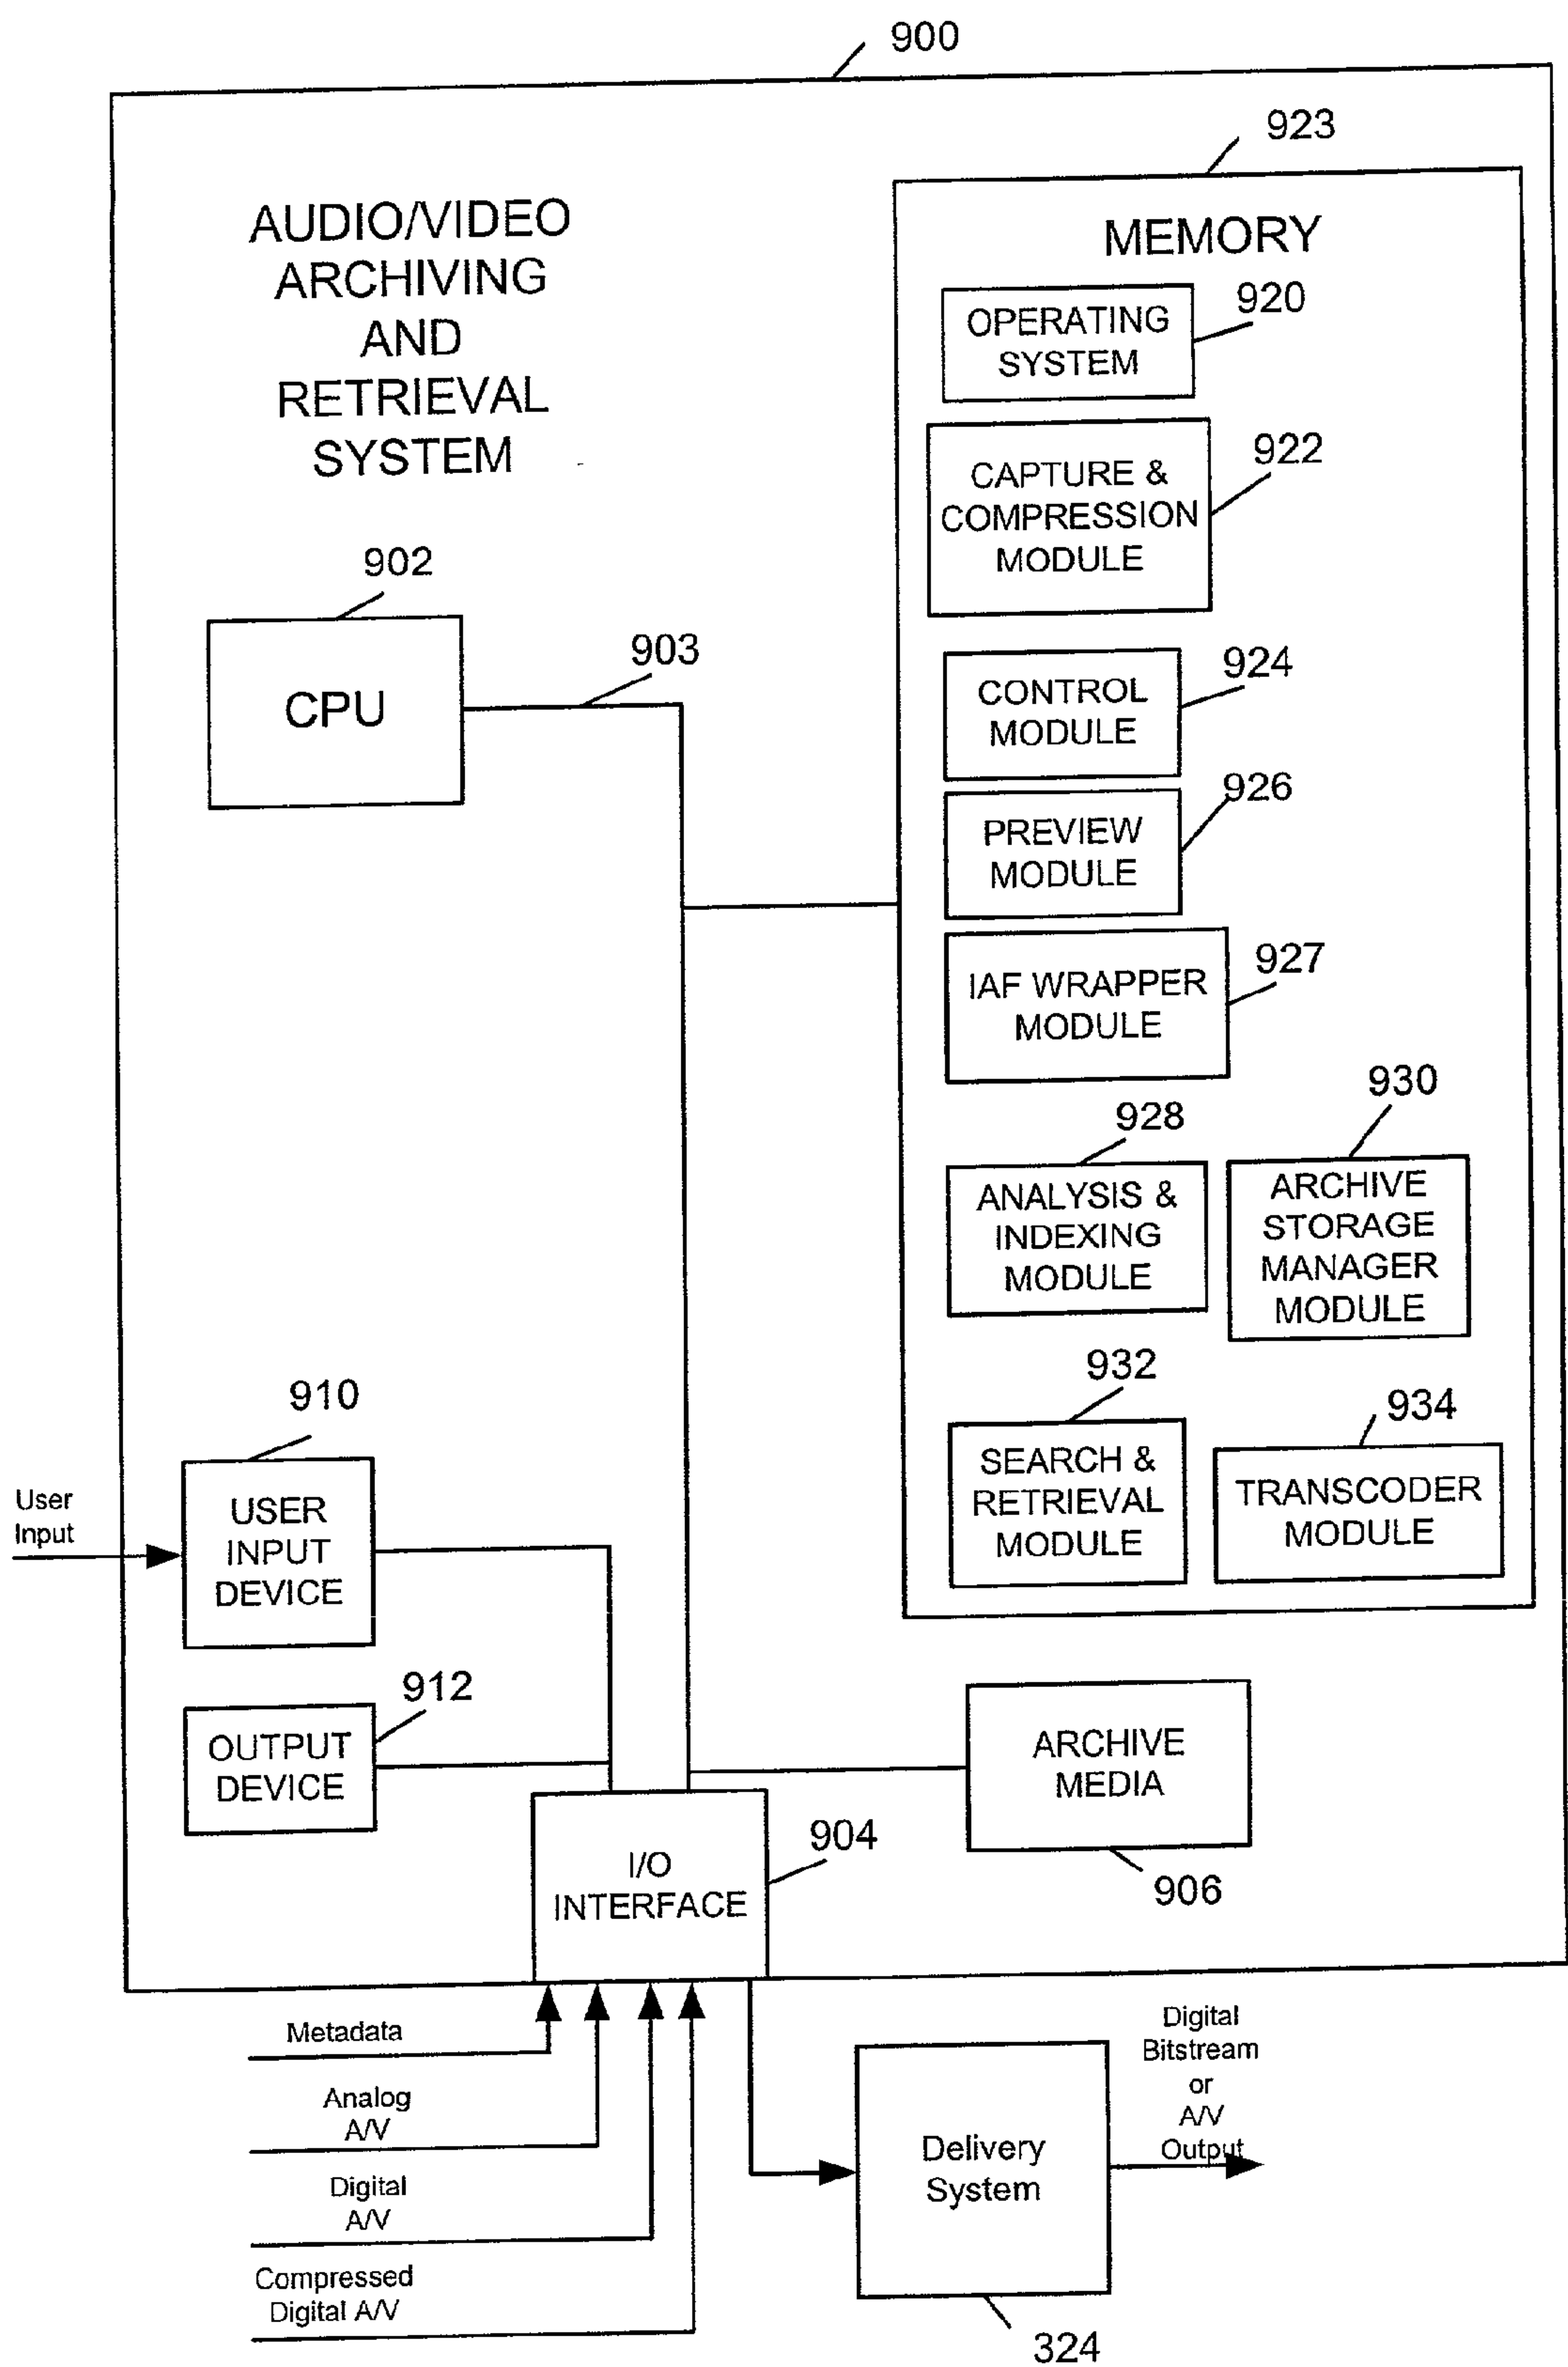 900
923
AUDIO/VIDEO
ARCHIVING
AND
RETRIEVAL
SYSTEM
MEMORY
OPERATING
SYSTEM
920
CAPTURE &
COMPRESSION
MODULE
922
902
CPU
903
CONTROL
MODULE
924
PREVIEW
MODULE
926
IAF WRAPPER
MODULE
927
928
ANALYSIS &
INDEXING
MODULE
930
ARCHIVE
STORAGE
MANAGER
MODULE
932
SEARCH &
RETRIEVAL
MODULE
934
TRANSCODER
MODULE
910
User
Input
USER
INPUT
DEVICE
912
OUTPUT
DEVICE
ARCHIVE
MEDIA
906
I/O
INTERFACE
904
Metadata
Analog
A/V
Digital
A/V
Compressed
Digital A/V
Delivery
System
324
Digital
Bitstream
or
A/V
Output